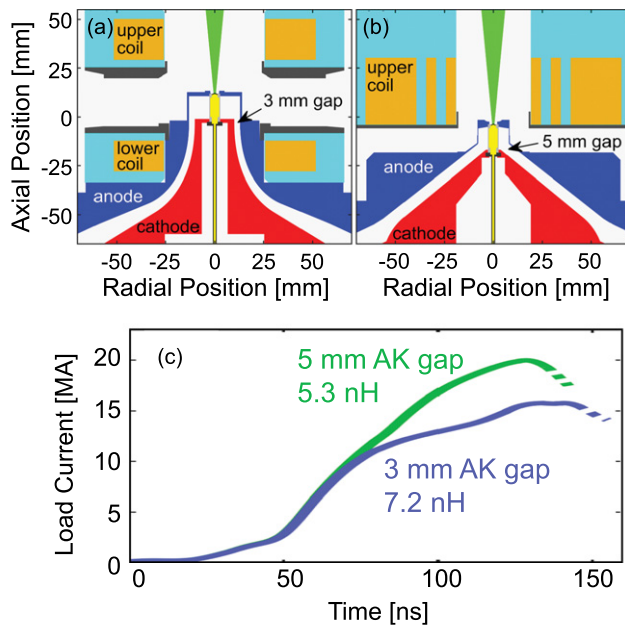 (a)
upper
coil
3 mm gap
lower
coil
anode
cathode
50
25
0
-25
-50
Axial Position [mm]
-50 -25 0 25 50
Radial Position [mm]
(b)
upper
coil
5 mm gap
anode
cathode
-50 -25 0 25 50
Radial Position [mm]
(c)
5 mm AK gap
5.3 nH
3 mm AK gap
7.2 nH
20
15
10
5
0
Load Current [MA]
0 50 100 150
Time [ns]